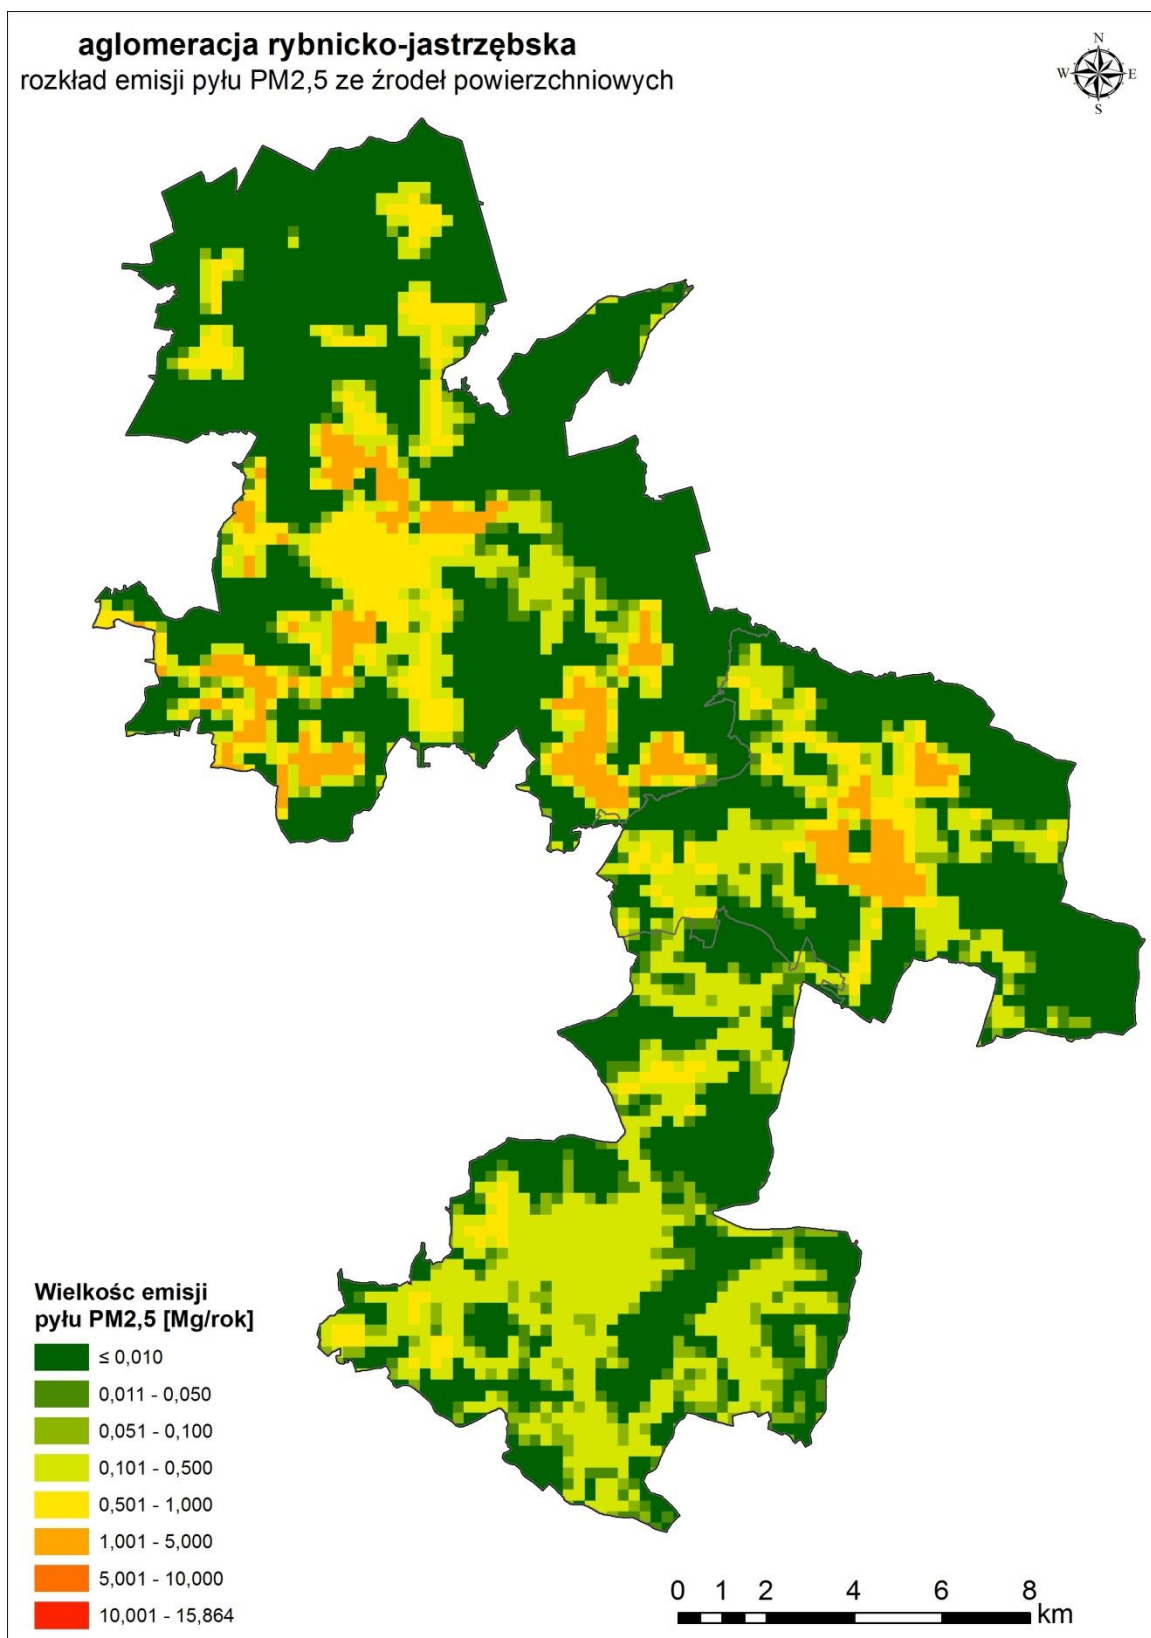 aglomeracja rybnicko-jastrzębska
rozkład emisji pyłu PM2,5 ze źrodeł powierzchniowych
N
W E
S
Wielkośc emisji
pyłu PM2,5 [Mg/rok]
≤ 0,010
0,011 - 0,050
0,051 - 0,100
0,101 - 0,500
0,501 - 1,000
1,001 - 5,000
5,001 - 10,000
10,001 - 15,864
0 1 2 4 6 8
km